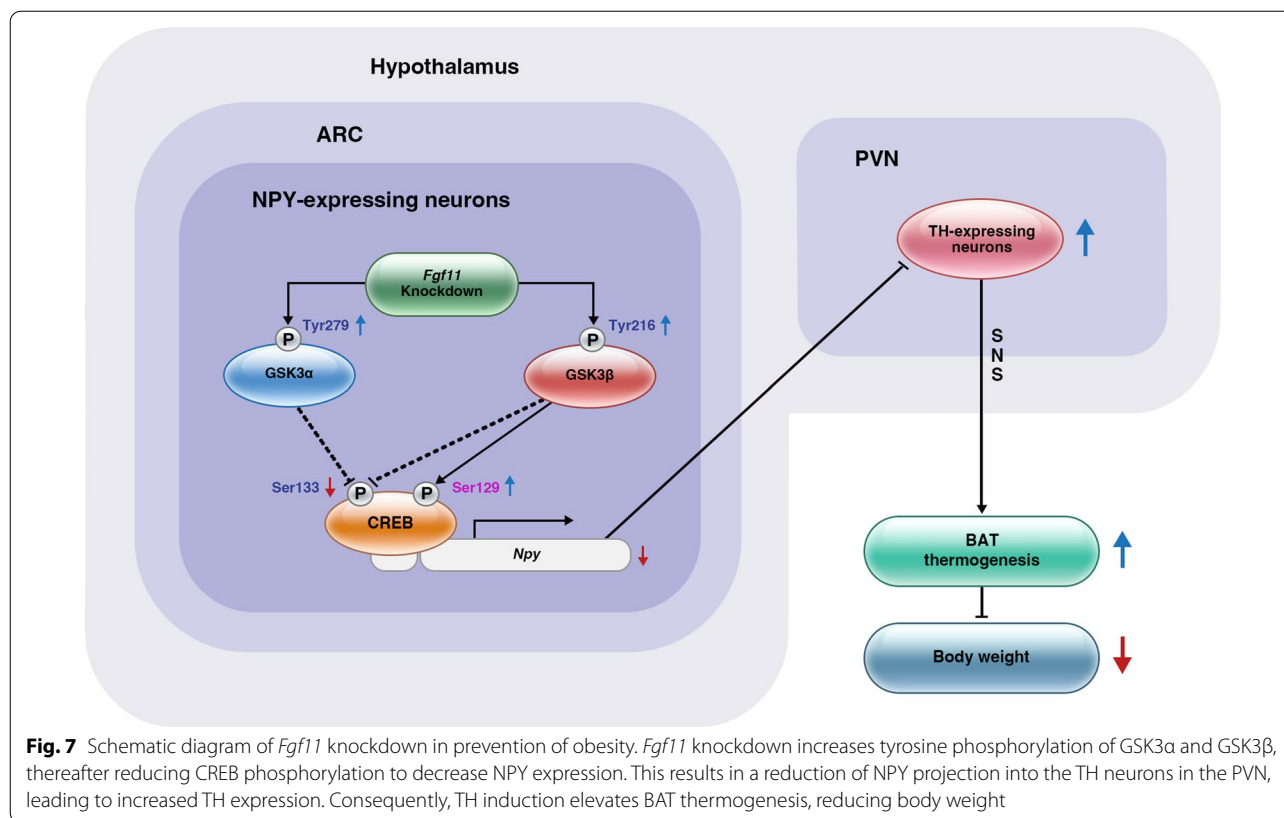 Hypothalamus
ARC
NPY-expressing neurons
Fgf11
Knockdown
Tyr279
Tyr216
P
P
GSK3α
GSK3β
Ser133
P
P
Ser129
CREB
Npy
PVN
TH-expressing
neurons
S
N
S
BAT
thermogenesis
Body weight
Fig. 7 Schematic diagram of Fgf11 knockdown in prevention of obesity. Fgf11 knockdown increases tyrosine phosphorylation of GSK3α and GSK3β,
thereafter reducing CREB phosphorylation to decrease NPY expression. This results in a reduction of NPY projection into the TH neurons in the PVN,
leading to increased TH expression. Consequently, TH induction elevates BAT thermogenesis, reducing body weight